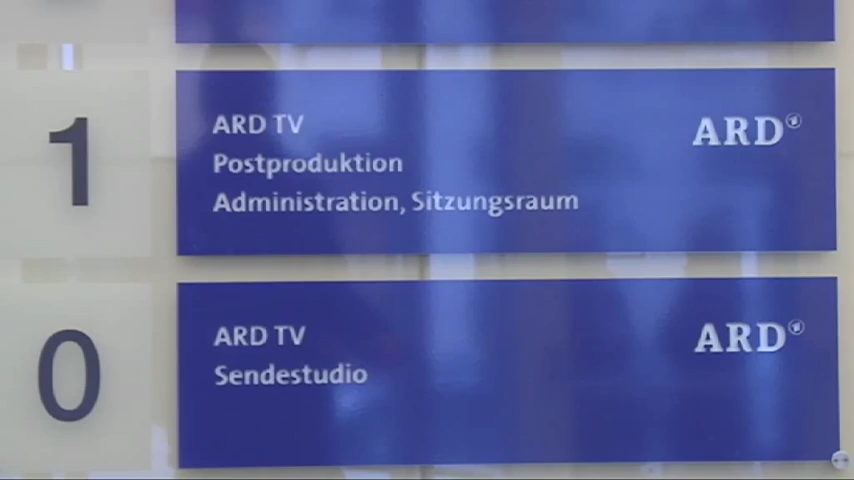 1
ARD TV
Postproduktion
Administration, Sitzungsraum
ARD
0
ARD TV
Sendestudio
ARD